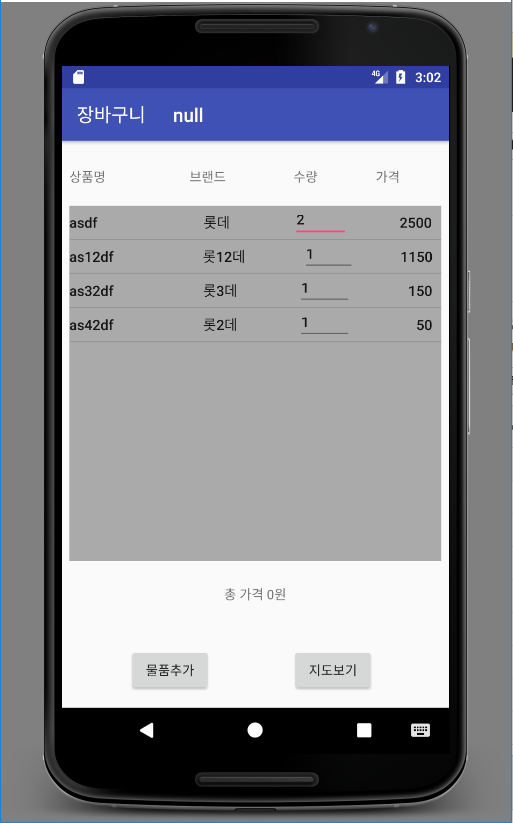 4G 3:02
장바구니 null
상품명 브랜드 수량 가격
asdf 롯데 2 2500
as12df 롯12데 1 1150
as32df 롯3데 1 150
as42df 롯2데 1 50
총 가격 0원
물품추가 지도보기